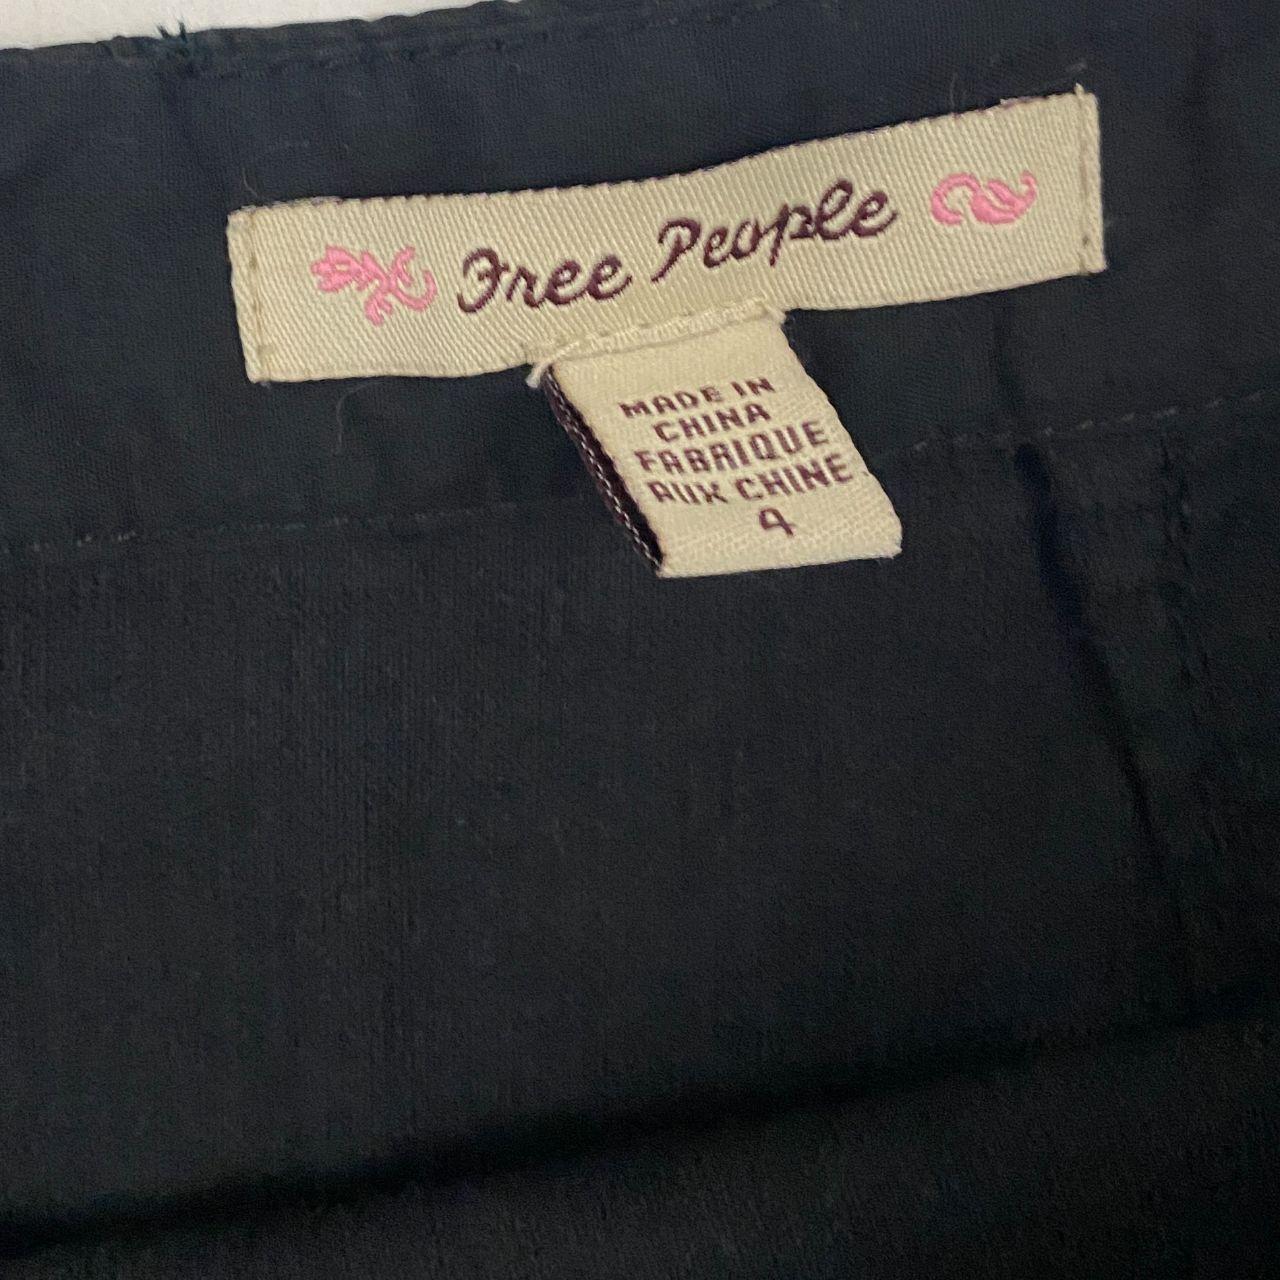 Free People
MADE IN
CHINA
FABRIQUE
AUX CHINE
4